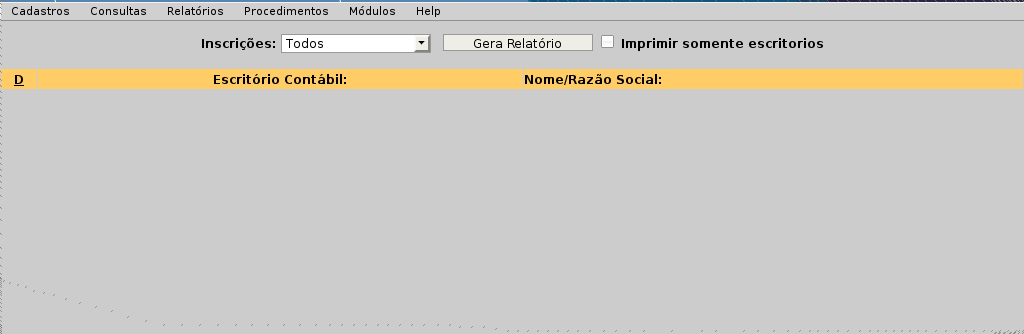 Cadastros Consultas Relatórios Procedimentos Módulos Help
Inscrições: Todos Gera Relatório Imprimir somente escritorios
D Escritório Contábil: Nome/Razão Social: